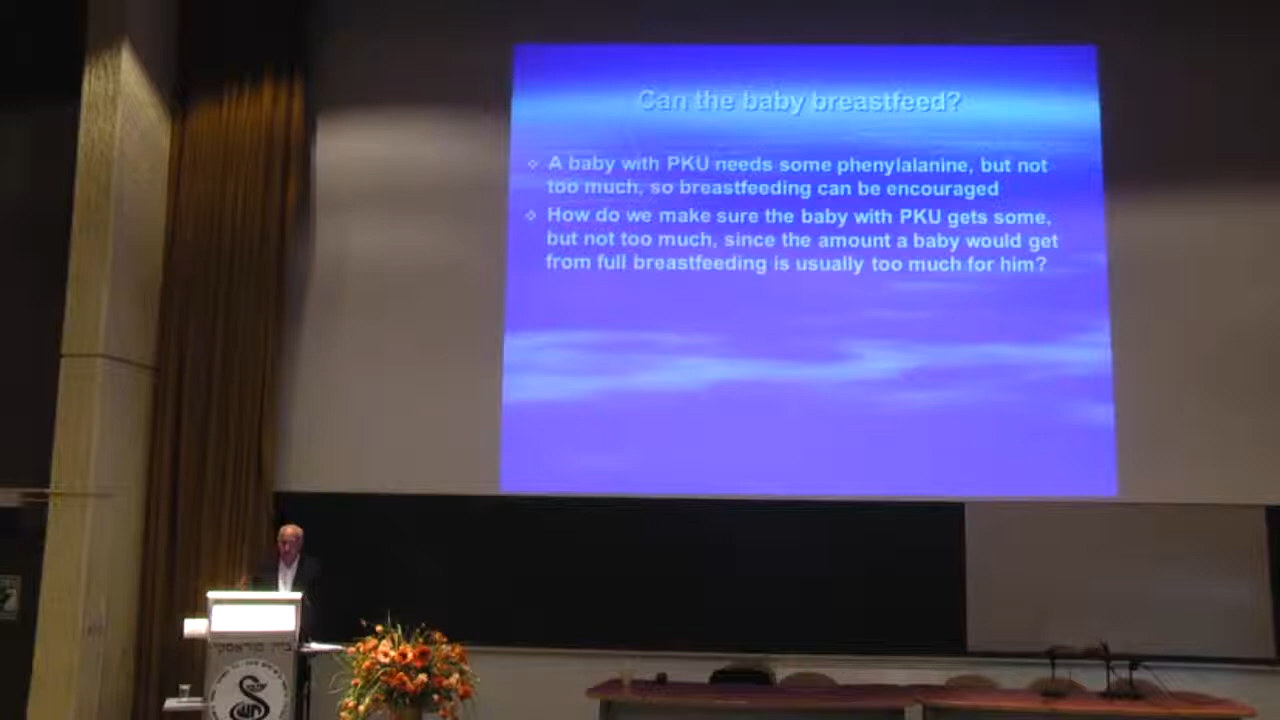 Can the baby breastfeed?
A baby with PKU needs some phenylalanine, but not
too much, so breastfeeding can be encouraged
How do we make sure the baby with PKU gets some,
but not too much, since the amount a baby would get
from full breastfeeding is usually too much for him?